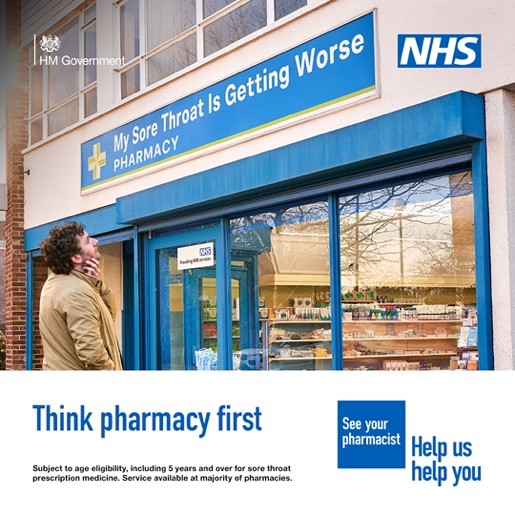 HM Government
NHS
My Sore Throat Is Getting Worse
PHARMACY
NHS
Providing NHS services
Think pharmacy first
See your
pharmacist
Help us
help you
Subject to age eligibility, including 5 years and over for sore throat
prescription medicine. Service available at majority of pharmacies.